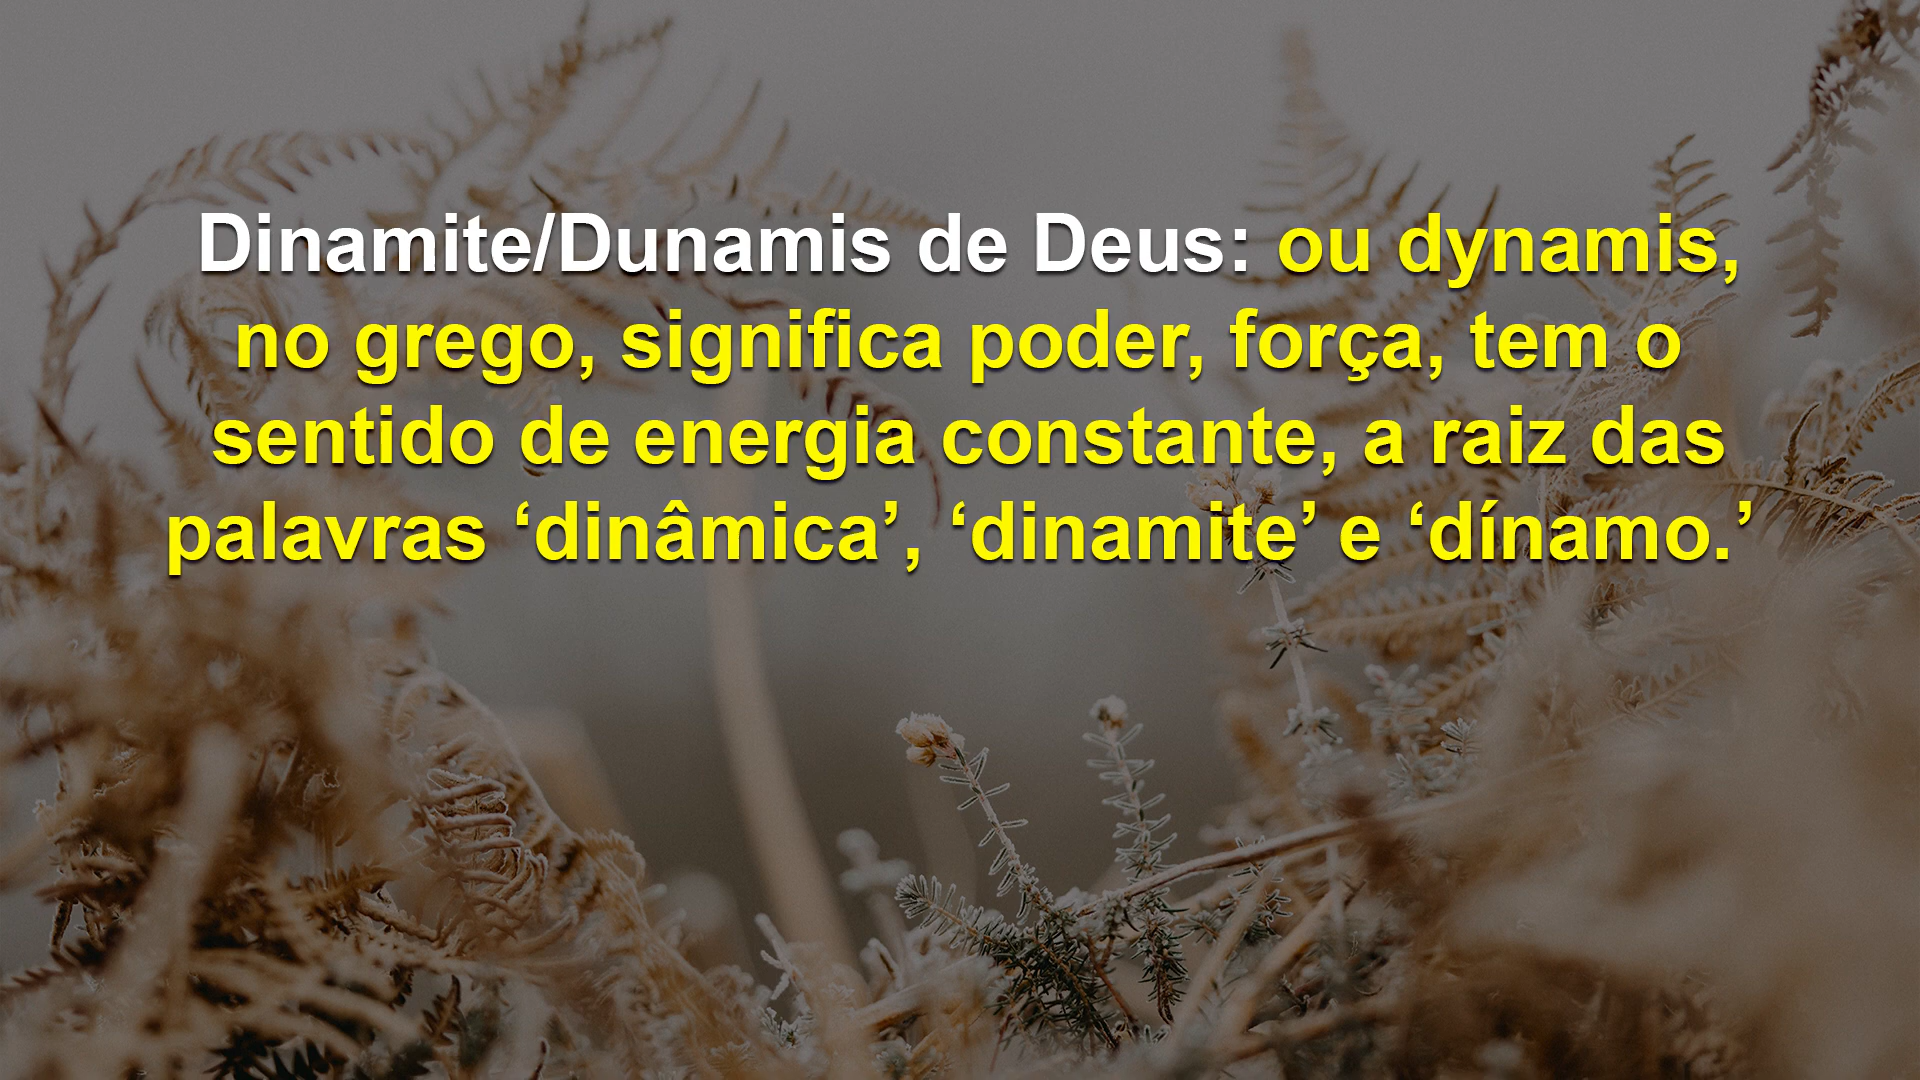 Dinamite/Dunamis de Deus: ou dynamis,
no grego, significa poder, força, tem o
sentido de energia constante, a raiz das
palavras ‘dinâmica’, ‘dinamite’ e ‘dínamo.’